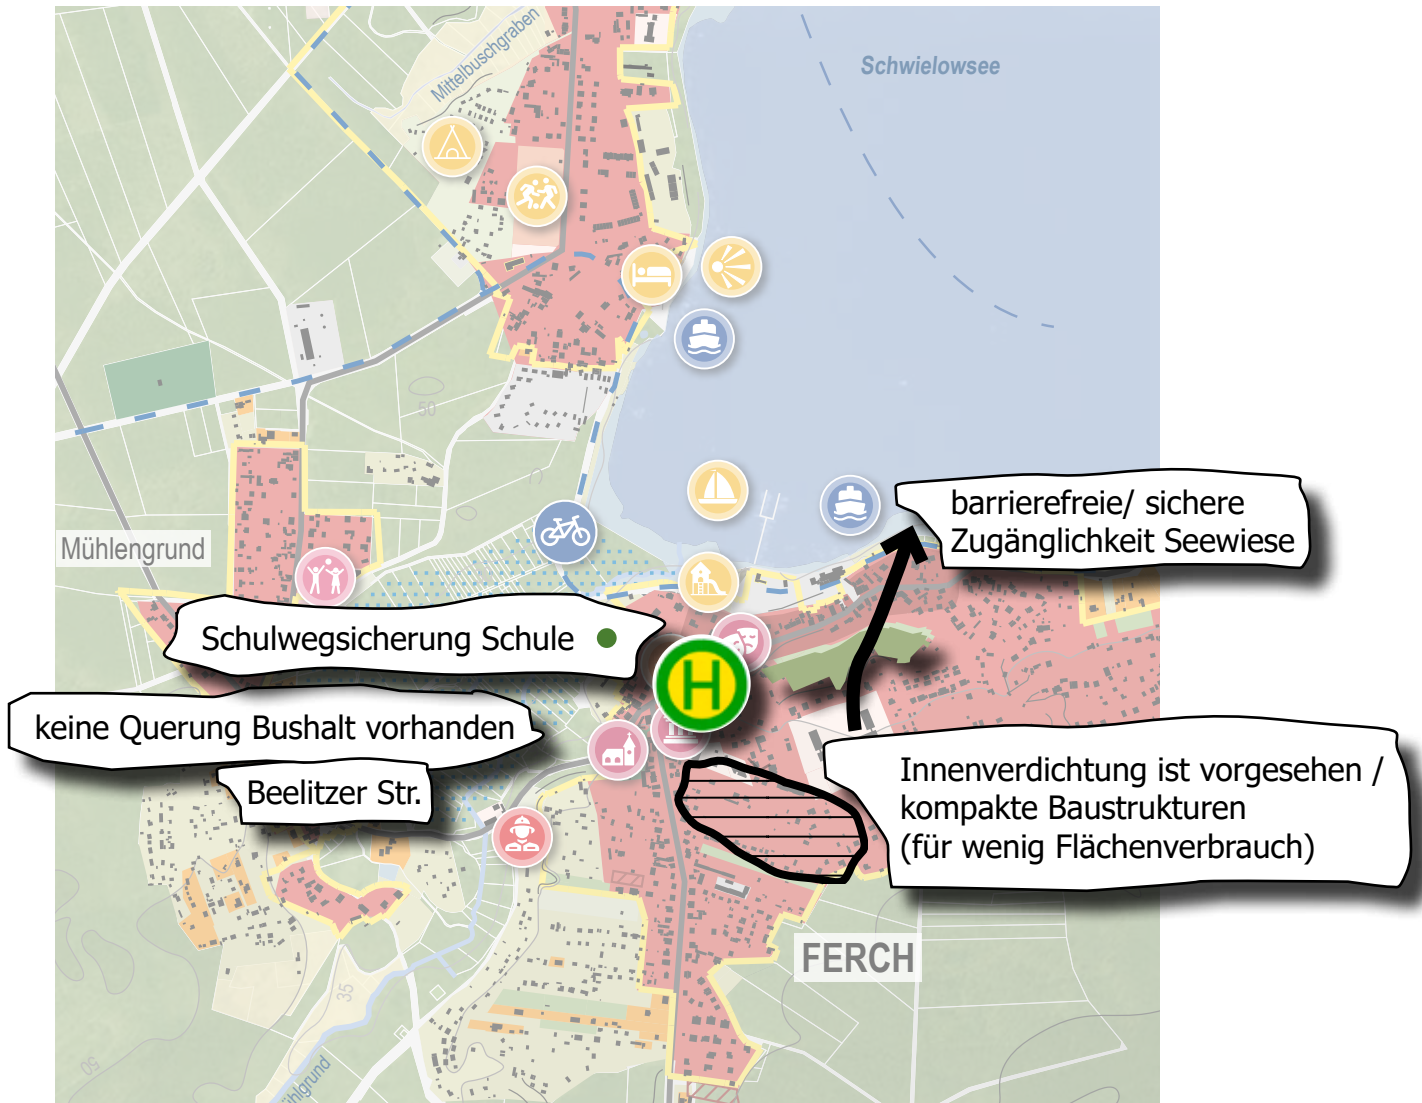 Mittelbuschgraben
Schwielowsee
50
barrierefreie/ sichere
Zugänglichkeit Seewiese
Mühlengrund
Schulwegsicherung Schule
H
keine Querung Bushalt vorhanden
Beelitzer Str.
Innenverdichtung ist vorgesehen /
kompakte Baustrukturen
(für wenig Flächenverbrauch)
FERCH
35
50